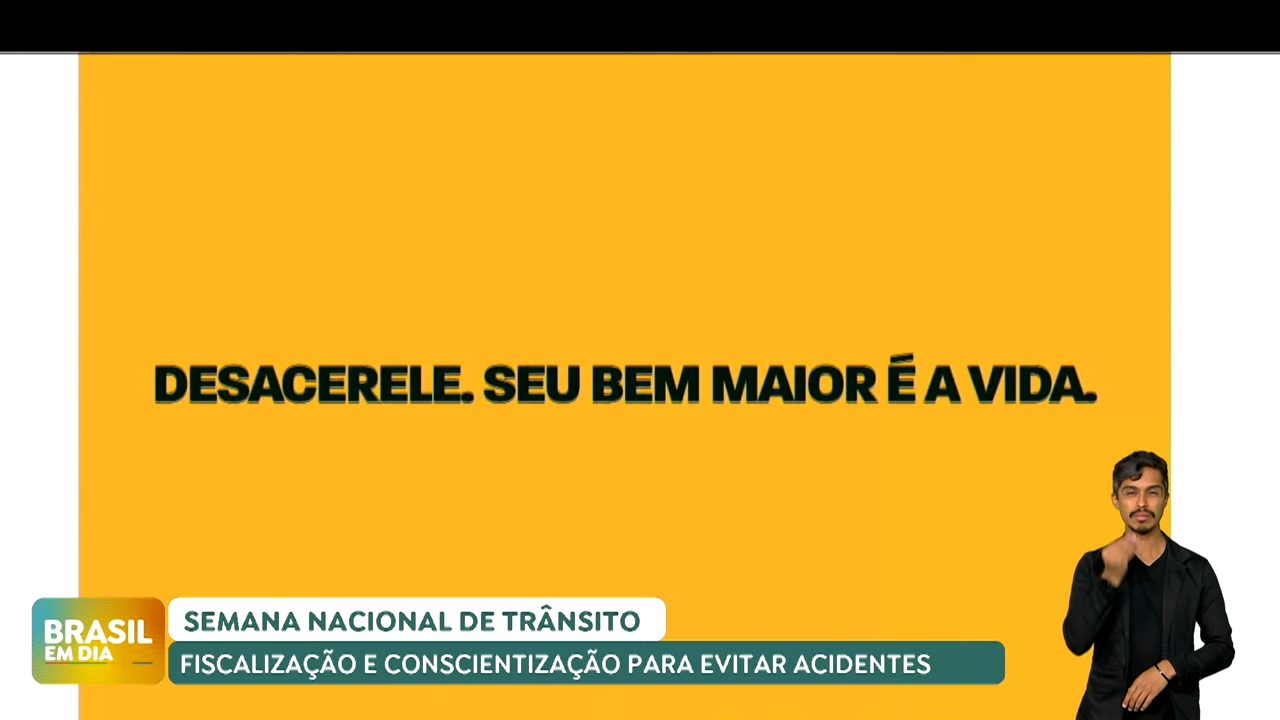 DESACERELE. SEU BEM MAIOR É A VIDA.
BRASIL
EM DIA
SEMANA NACIONAL DE TRÂNSITO
FISCALIZAÇÃO E CONSCIENTIZAÇÃO PARA EVITAR ACIDENTES